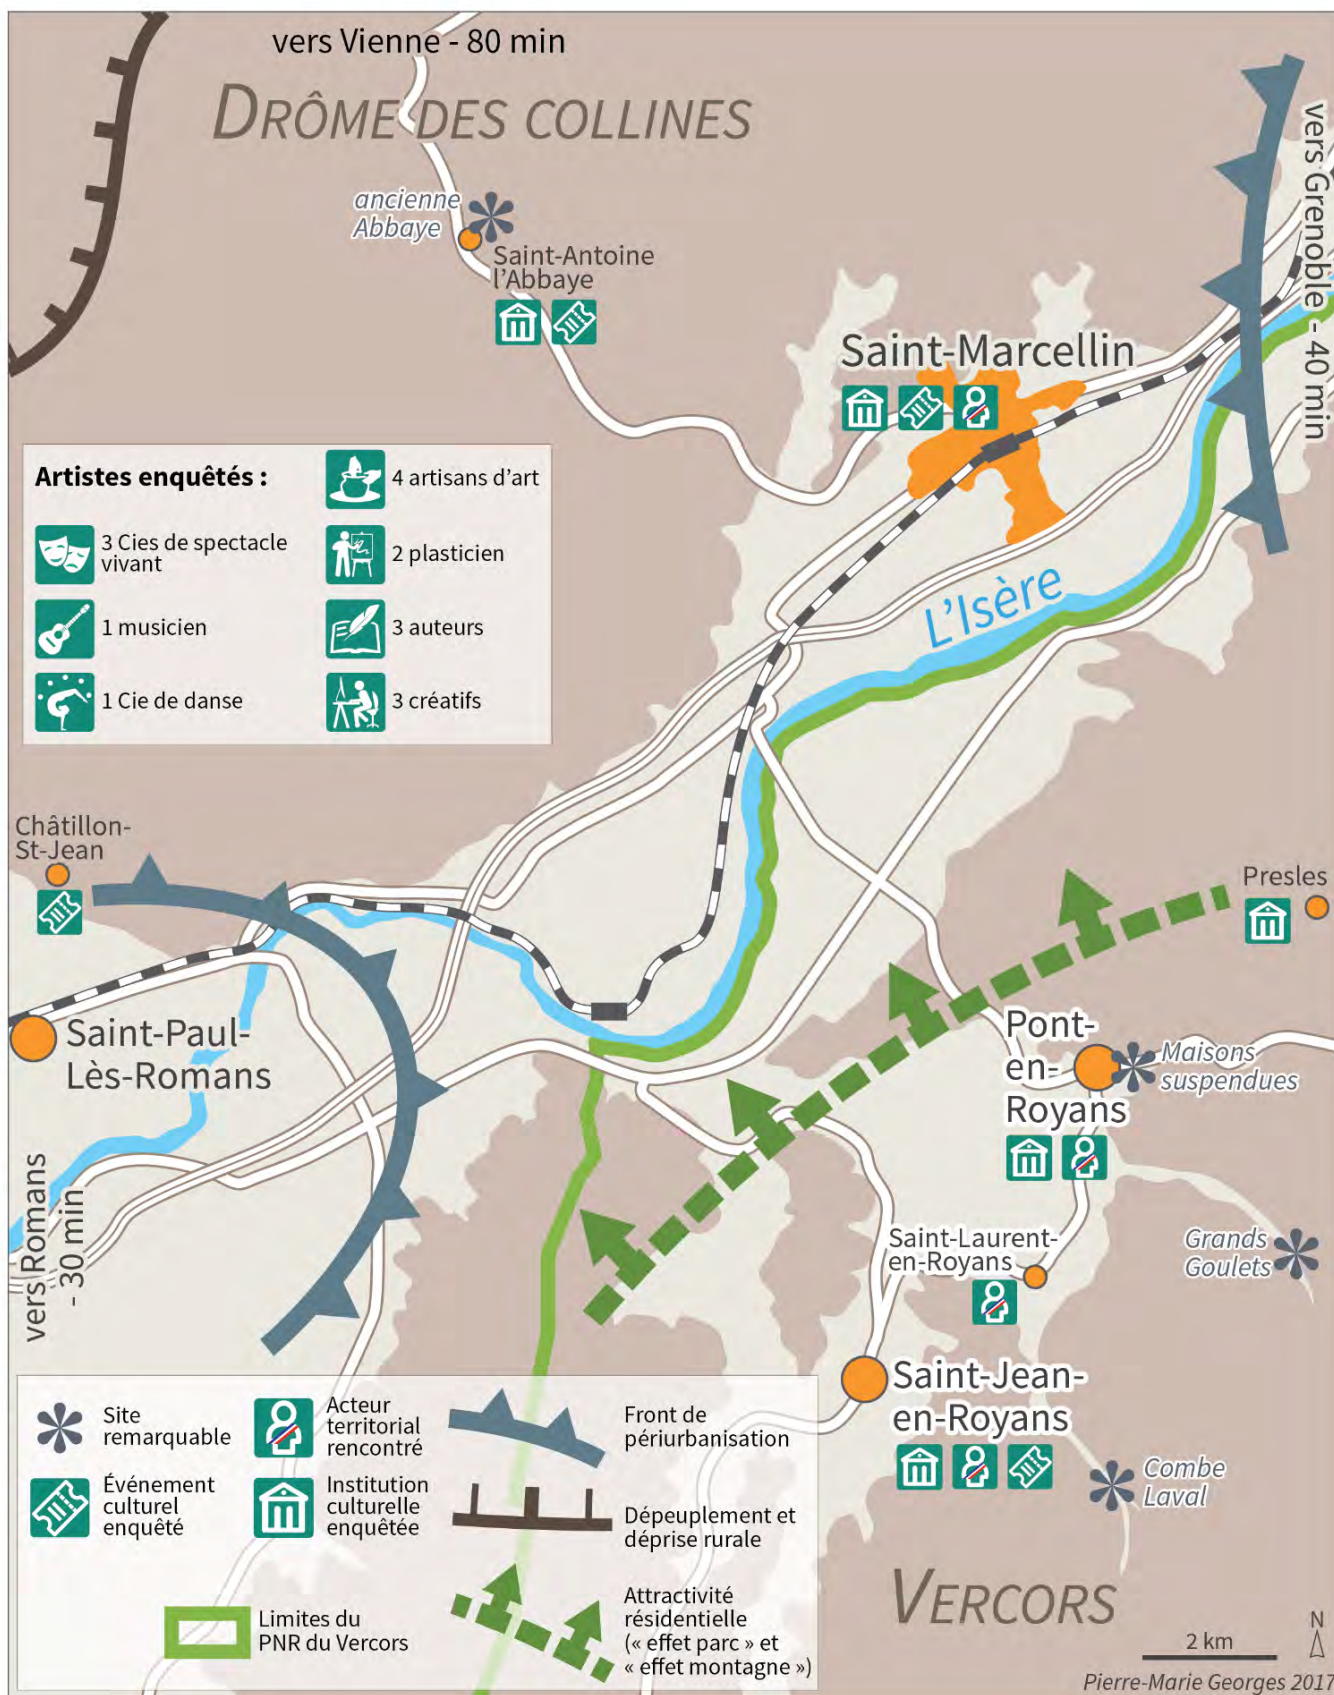 vers Vienne - 80 min
DRÔME DES COLLINES
ancienne
Abbaye
Saint-Antoine
l'Abbaye
vers Grenoble - 40 min
Saint-Marcellin
Artistes enquêtés :
3 Cies de spectacle
vivant
1 musicien
1 Cie de danse
4 artisans d'art
2 plasticien
3 auteurs
3 créatifs
L'Isère
Châtillon-
St-Jean
Presles
Saint-Paul-
Lès-Romans
Pont-
en-
Royans
Maisons
suspendues
vers Romans
- 30 min
Saint-Laurent-
en-Royans
Grands
Goulets
Saint-Jean-
en-Royans
Combe
Laval
VERCORS
Site
remarquable
Acteur
territorial
rencontré
Front de
périurbanisation
Événement
culturel
enquêté
Institution
culturelle
enquêtée
Dépeuplement et
déprise rurale
Limites du
PNR du Vercors
Attractivité
résidentielle
(« effet parc » et
« effet montagne »)
N
2 km
Pierre-Marie Georges 2017